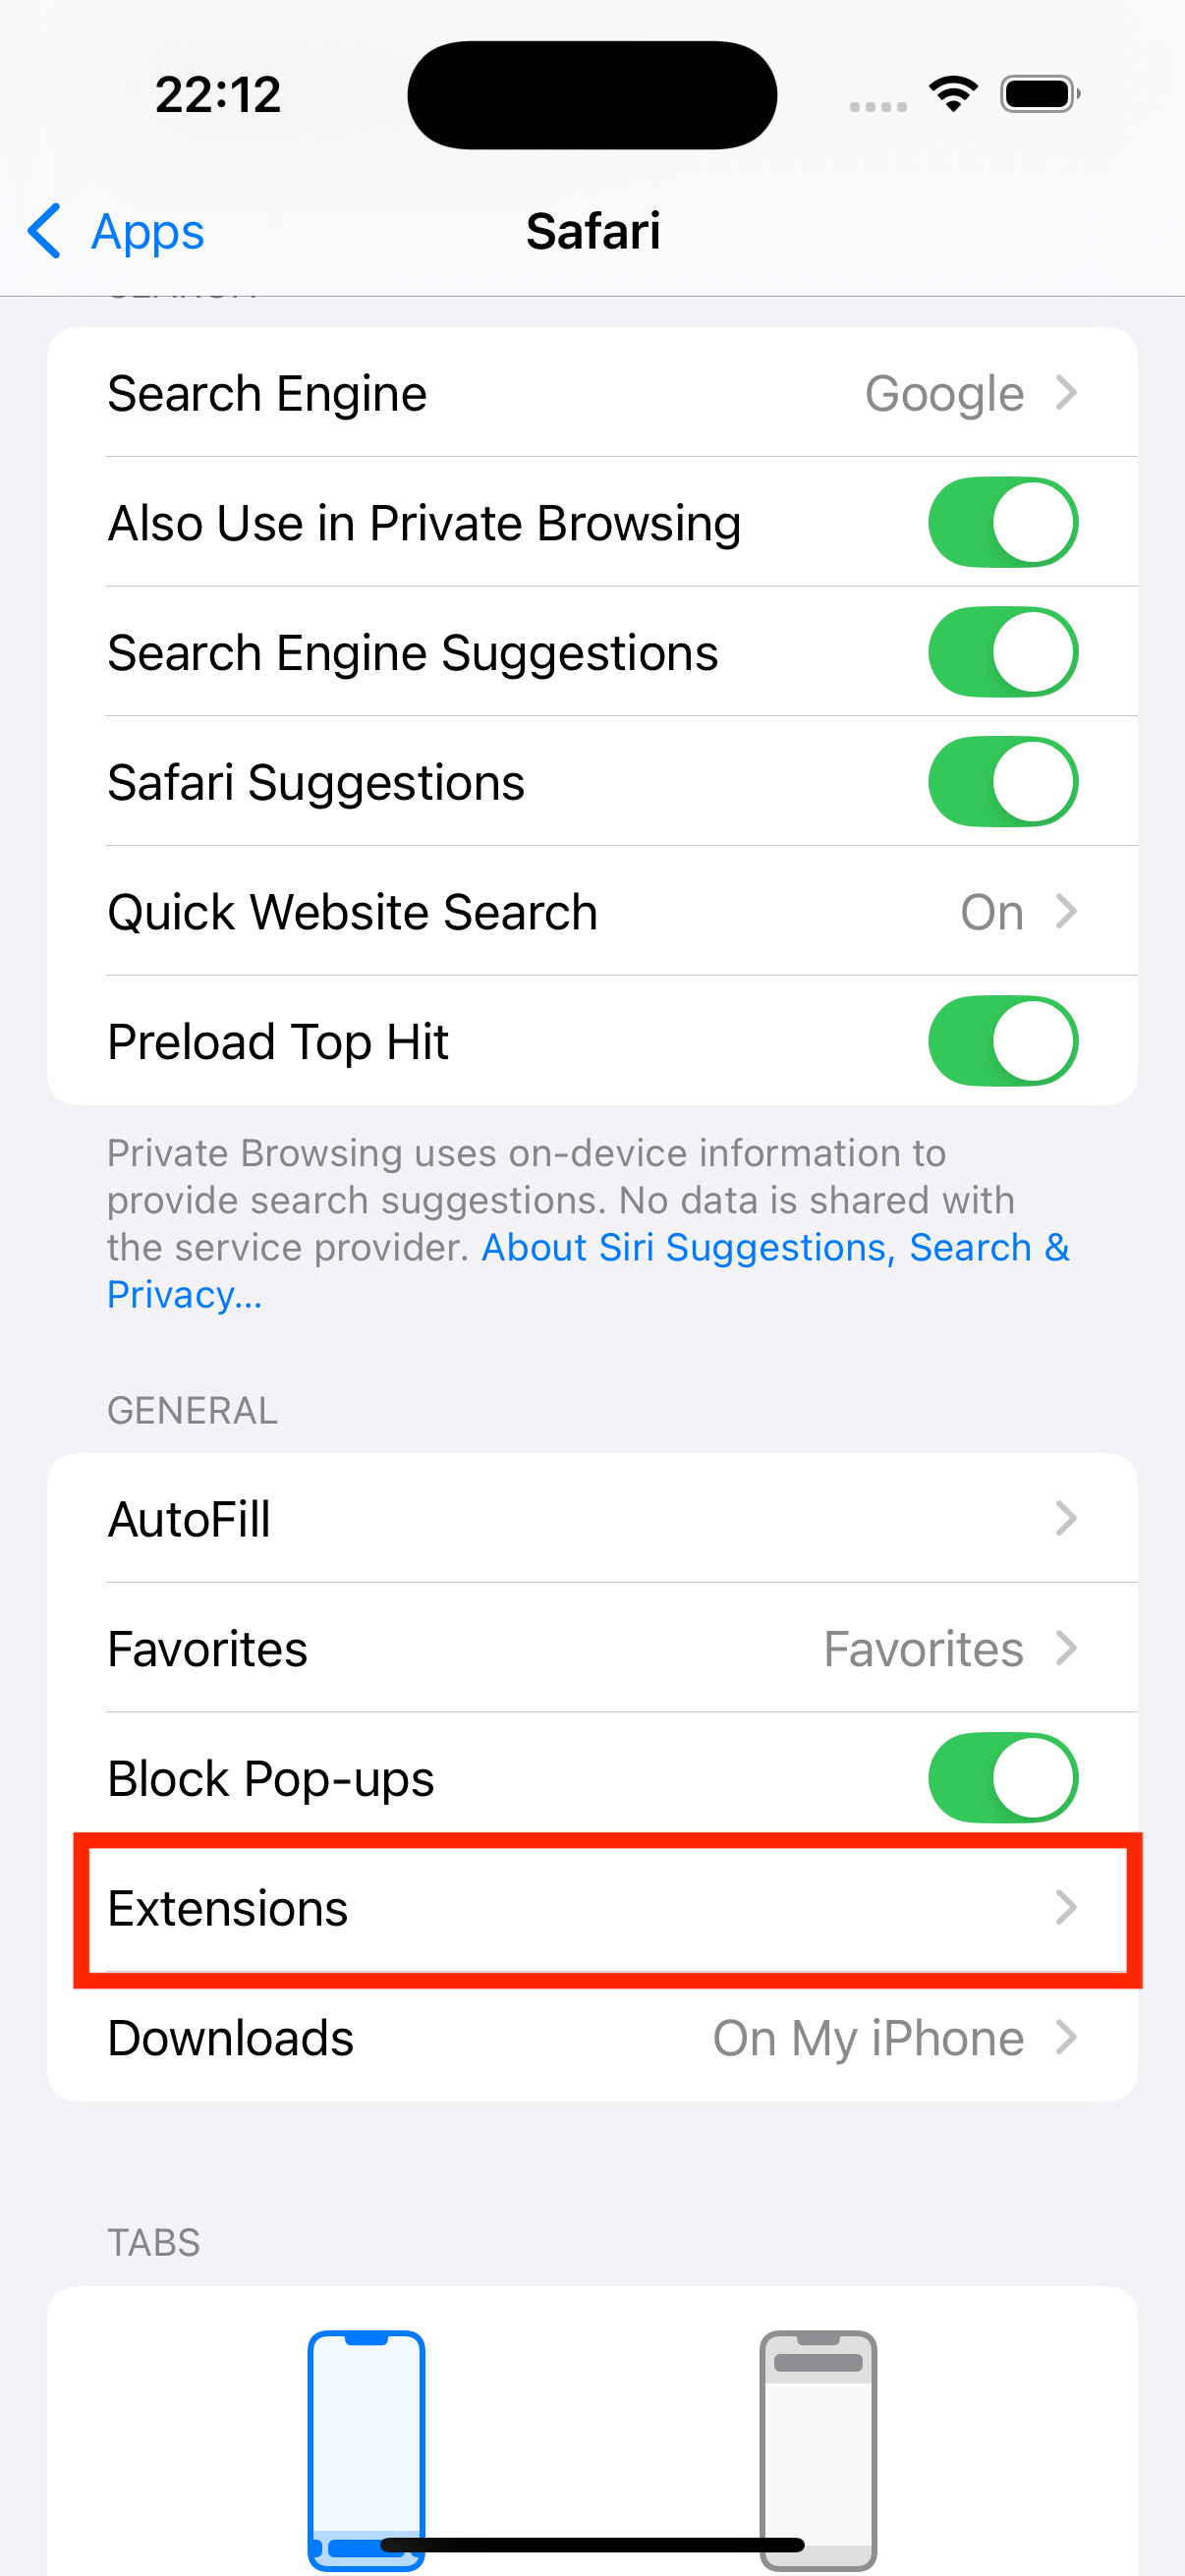 22:12
Apps
Safari
Search Engine
Google
Also Use in Private Browsing
Search Engine Suggestions
Safari Suggestions
Quick Website Search
On
Preload Top Hit
Private Browsing uses on-device information to
provide search suggestions. No data is shared with
the service provider. About Siri Suggestions, Search &
Privacy...
GENERAL
AutoFill
Favorites
Favorites
Block Pop-ups
Extensions
Downloads
On My iPhone
TABS